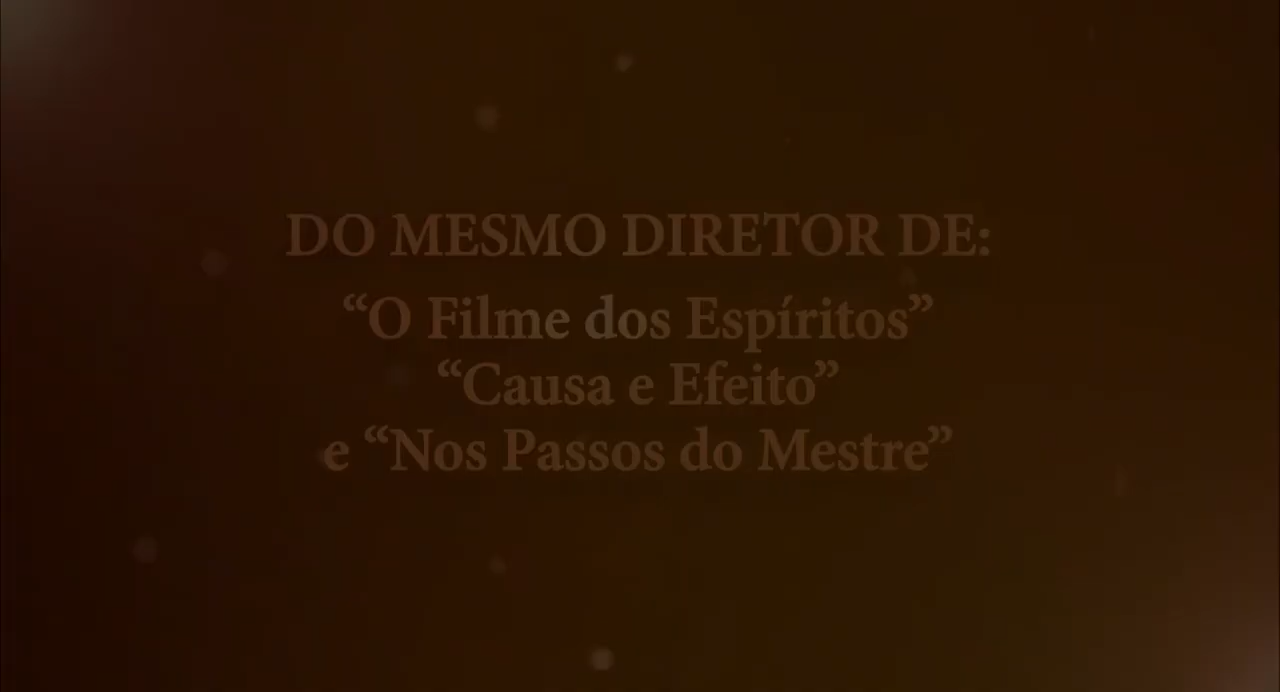 DO MESMO DIRETOR DE:
“O Filme dos Espíritos”
“Causa e Efeito”
e “Nos Passos do Mestre”